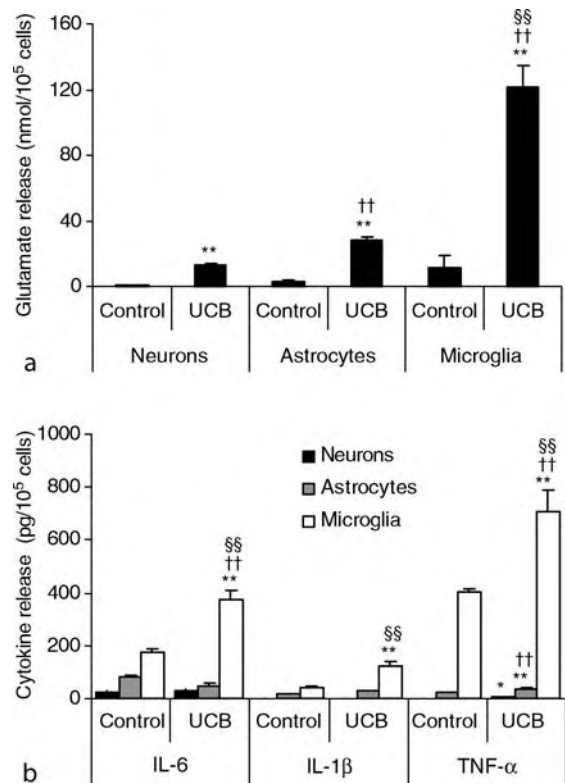 160
120
80
40
0
Glutamate release (nmol/10⁵ cells)
**
††
**
§§
††
**
Control UCB Control UCB Control UCB
Neurons Astrocytes Microglia
a
1000
800
600
400
200
0
Cytokine release (pg/10⁵ cells)
Neurons
Astrocytes
Microglia
§§
††
**
§§
**
*
††
**
§§
††
**
Control UCB Control UCB Control UCB
IL-6 IL-1β TNF-α
b